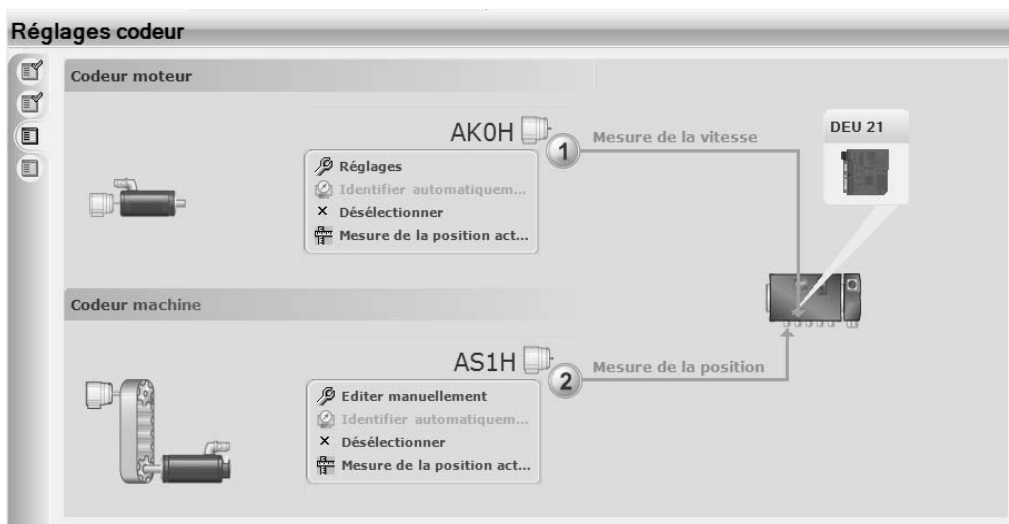 Réglages codeur
Codeur moteur
AK0H
1
Mesure de la vitesse
DEU 21
Réglages
Identifier automatiquem...
Désélectionner
Mesure de la position act...
Codeur machine
AS1H
2
Mesure de la position
Editer manuellement
Identifier automatiquem...
Désélectionner
Mesure de la position act...